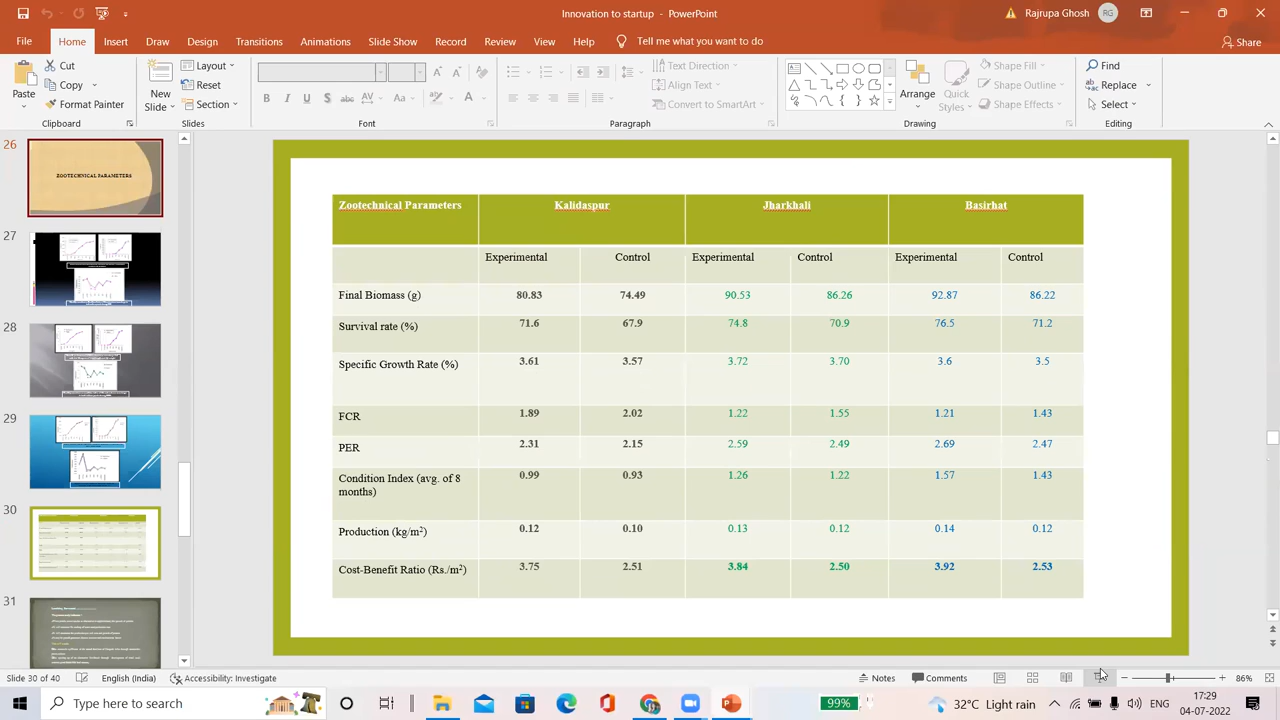 Innovation to control - PowerPoint
Rajrupa Ghosh RG
File Home Insert Draw Design Transitions Animations Slide Show Record Review View Help Tell me what you want to do Share
Paste
Cut
Copy
Format Painter
Clipboard
New Slide
Layout
Reset
Section
Slides
B I U S abc AV Aa A
Font
Text Direction
Align Text
Convert to SmartArt
Paragraph
Arrange
Quick Styles
Shape Fill
Shape Outline
Shape Effects
Drawing
Find
Replace
Select
Editing
26
ZOOTECHNICAL PARAMETERS
27
28
29
30
31
Zootechnical Parameters Kalidaspur Jharkhali Basirhat
Experimental Control Experimental Control Experimental Control
Final Biomass (g) 80.83 74.49 90.53 86.26 92.87 86.22
Survival rate (%) 71.6 67.9 74.8 70.9 76.5 71.2
Specific Growth Rate (%) 3.61 3.57 3.72 3.70 3.6 3.5
FCR 1.89 2.02 1.22 1.55 1.21 1.43
PER 2.31 2.15 2.59 2.49 2.69 2.47
Condition Index (avg. of 8 months) 0.99 0.93 1.26 1.22 1.57 1.43
Production (kg/m²) 0.12 0.10 0.13 0.12 0.14 0.12
Cost-Benefit Ratio (Rs./m²) 3.75 2.51 3.84 2.50 3.92 2.53
Slide 30 of 40 English (India) Accessibility: Investigate Notes Comments 86%
Type here to search 99% 32°C Light rain ENG 17:29
04-07-2022